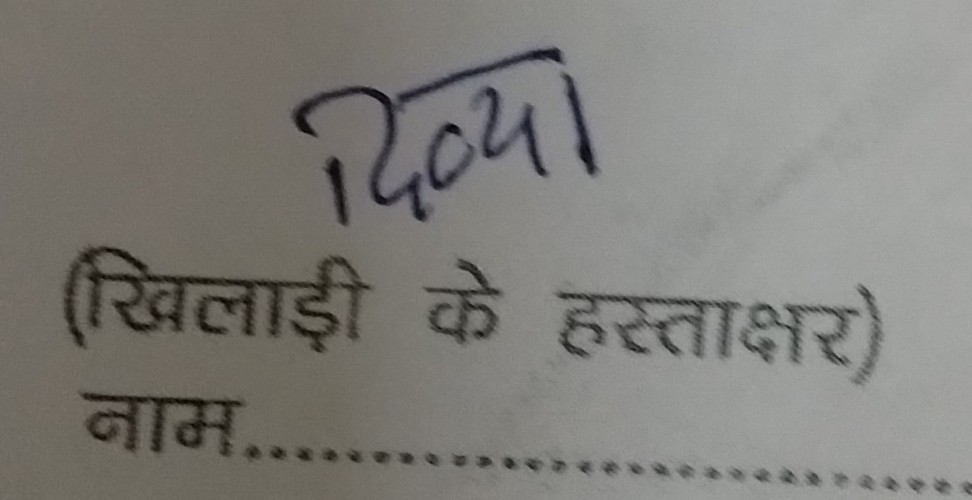 दिव्या
(खिलाड़ी के हस्ताक्षर)
नाम..........................................